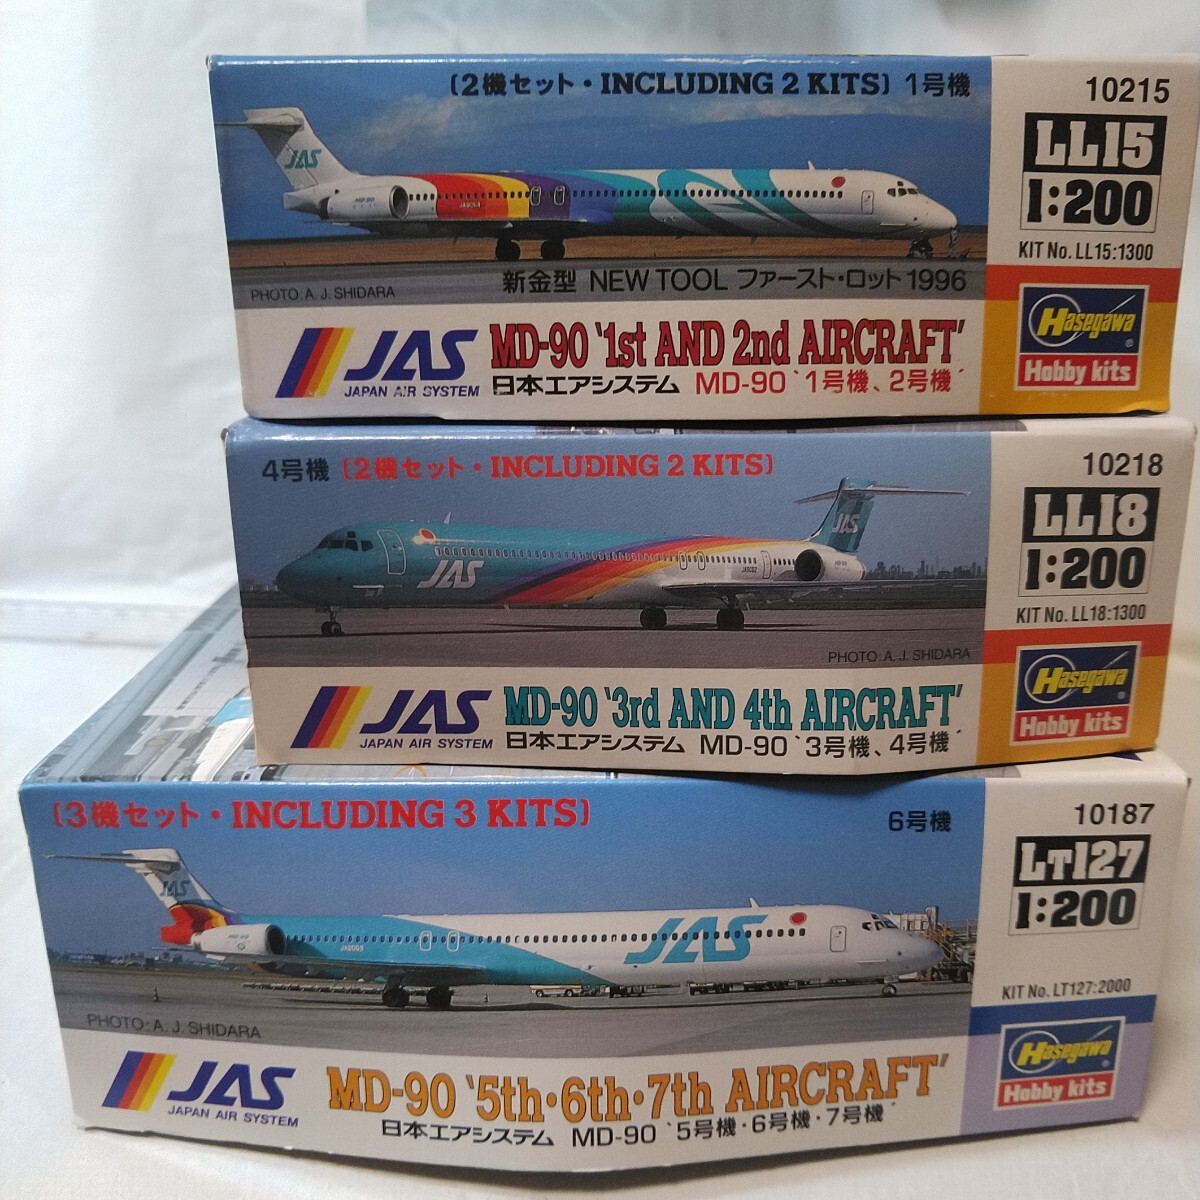 〔2機セット・INCLUDING 2 KITS〕 1号機
JAS
PHOTO: A. J. SHIDARA
新金型 NEW TOOL ファースト・ロット 1996
JAS
JAPAN AIR SYSTEM
MD-90 '1st AND 2nd AIRCRAFT'
日本エアシステム MD-90 '1号機、2号機'
10215
LL15
1:200
KIT No. LL15:1300
Hasegawa
Hobby kits
4号機 〔2機セット・INCLUDING 2 KITS〕
JAS
JAS
PHOTO: A. J. SHIDARA
JAS
JAPAN AIR SYSTEM
MD-90 '3rd AND 4th AIRCRAFT'
日本エアシステム MD-90 '3号機、4号機'
10218
LL18
1:200
KIT No. LL18:1300
Hasegawa
Hobby kits
〔3機セット・INCLUDING 3 KITS〕
6号機
JAS
JAS
PHOTO: A. J. SHIDARA
JAS
JAPAN AIR SYSTEM
MD-90 '5th・6th・7th AIRCRAFT'
日本エアシステム MD-90 '5号機・6号機・7号機'
10187
LT127
1:200
KIT No. LT127:2000
Hasegawa
Hobby kits